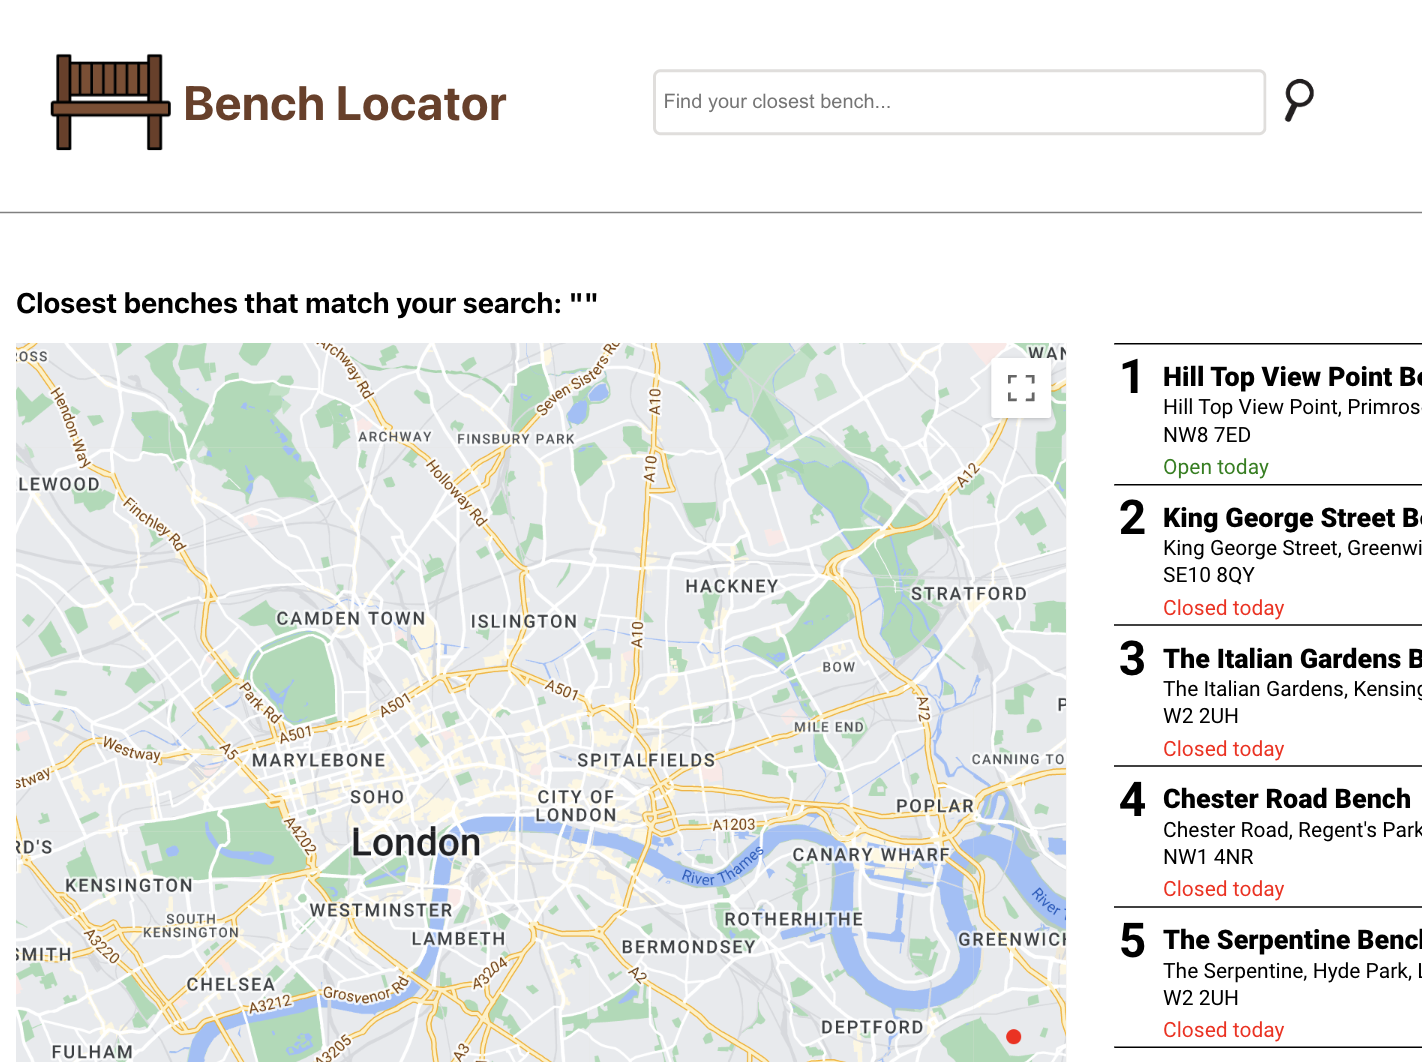 Bench Locator
Find your closest bench...
Closest benches that match your search: ""
WAN
Archway Rd
Seven Sisters Rd
Hendon Way
A10
ARCHWAY
FINSBURY PARK
A10
A12
Holloway Rd
LEWOOD
Finchley Rd
HACKNEY
STRATFORD
CAMDEN TOWN
ISLINGTON
A10
BOW
Park Rd
A501
A501
A12
A501
MILE END
Westway
A5
MARYLEBONE
SPITALFIELDS
CANNING TO
stway
SOHO
CITY OF
LONDON
POPLAR
A4202
A1203
London
RD'S
CANARY WHARF
River Thames
KENSINGTON
River
WESTMINSTER
SOUTH
KENSINGTON
ROTHERHITHE
LAMBETH
BERMONDSEY
GREENWICH
SMITH
A3220
A3204
A2
CHELSEA
A3212
Grosvenor Rd
DEPTFORD
A3205
A3
FULHAM
1
Hill Top View Point Be
Hill Top View Point, Primros
NW8 7ED
Open today
2
King George Street Be
King George Street, Greenwi
SE10 8QY
Closed today
3
The Italian Gardens B
The Italian Gardens, Kensing
W2 2UH
Closed today
4
Chester Road Bench
Chester Road, Regent's Park
NW1 4NR
Closed today
5
The Serpentine Bench
The Serpentine, Hyde Park, L
W2 2UH
Closed today